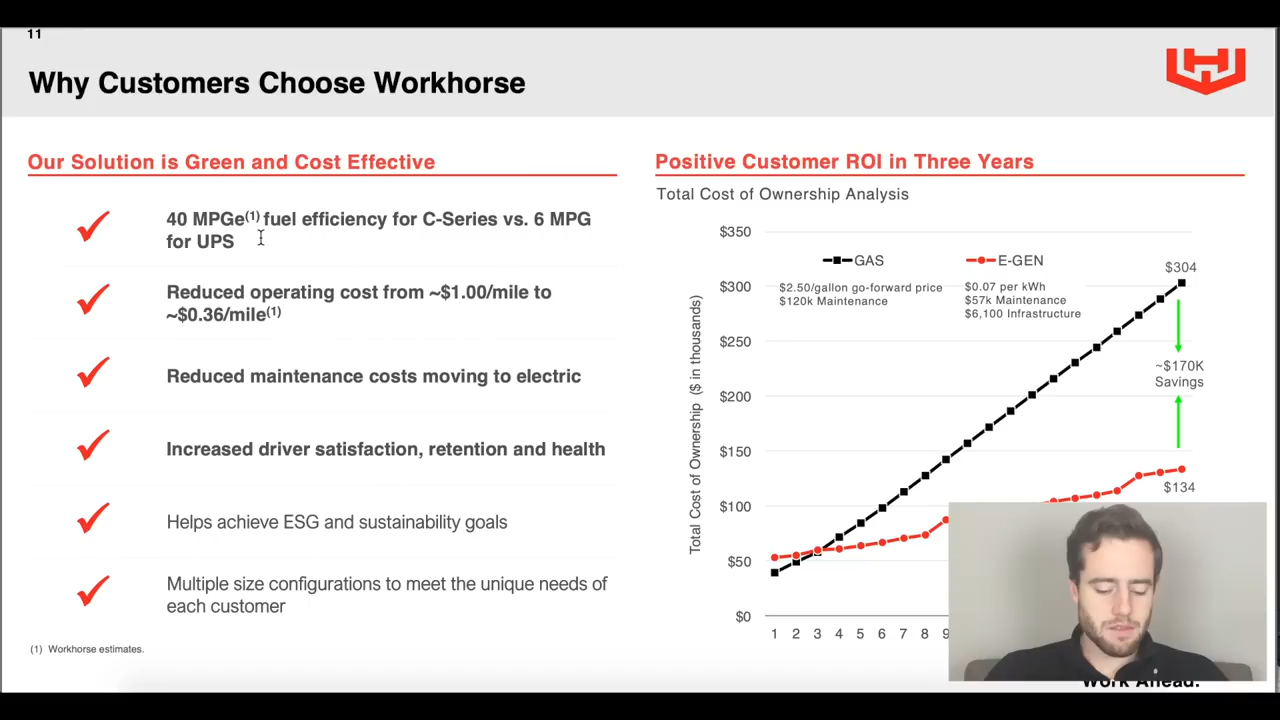 11
Why Customers Choose Workhorse
Our Solution is Green and Cost Effective
40 MPGe(1) fuel efficiency for C-Series vs. 6 MPG
for UPS
Reduced operating cost from ~$1.00/mile to
~$0.36/mile(1)
Reduced maintenance costs moving to electric
Increased driver satisfaction, retention and health
Helps achieve ESG and sustainability goals
Multiple size configurations to meet the unique needs of
each customer
(1) Workhorse estimates.
Positive Customer ROI in Three Years
Total Cost of Ownership Analysis
Total Cost of Ownership ($ in thousands)
$350
$300
$250
$200
$150
$100
$50
$0
GAS
$2.50/gallon go-forward price
$120k Maintenance
E-GEN
$0.07 per kWh
$57k Maintenance
$6,100 Infrastructure
$304
~$170K
Savings
$134
1 2 3 4 5 6 7 8 9
Work Ahead.